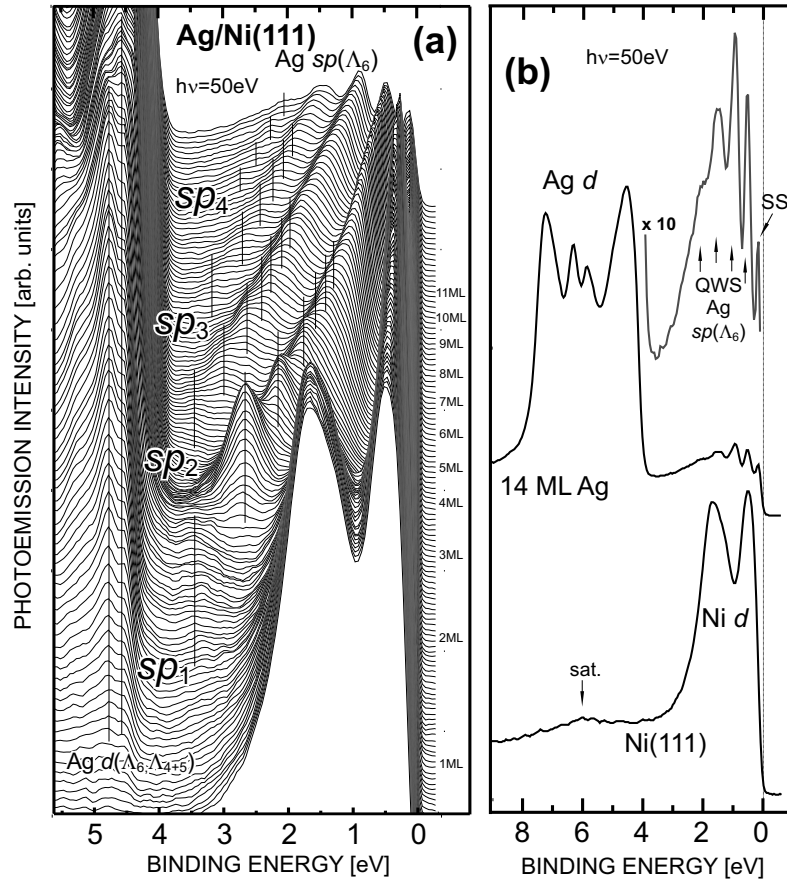 Ag/Ni(111)
(a)
Ag sp(Λ6)
hν=50eV
sp4
sp3
sp2
sp1
Ag d(Λ6,Λ4+5)
11ML
10ML
9ML
8ML
7ML
6ML
5ML
4ML
3ML
2ML
1ML
PHOTOEMISSION INTENSITY [arb. units]
5 4 3 2 1 0
BINDING ENERGY [eV]
(b)
hν=50eV
Ag d
x 10
SS
QWS
Ag
sp(Λ6)
14 ML Ag
Ni d
sat.
Ni(111)
8 6 4 2 0
BINDING ENERGY [eV]